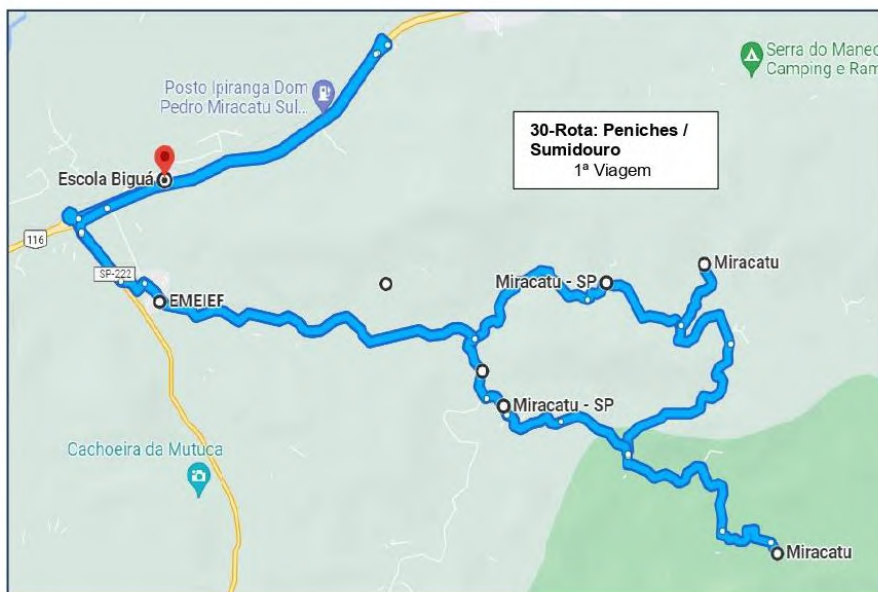 Serra do Maneco
Camping e Ram
Posto Ipiranga Dom
Pedro Miracatu Sul...
30-Rota: Peniches /
Sumidouro
1ª Viagem
Escola Biguá
116
SP-222
EMEIEF
Miracatu - SP
Miracatu
Miracatu - SP
Cachoeira da Mutuca
Miracatu